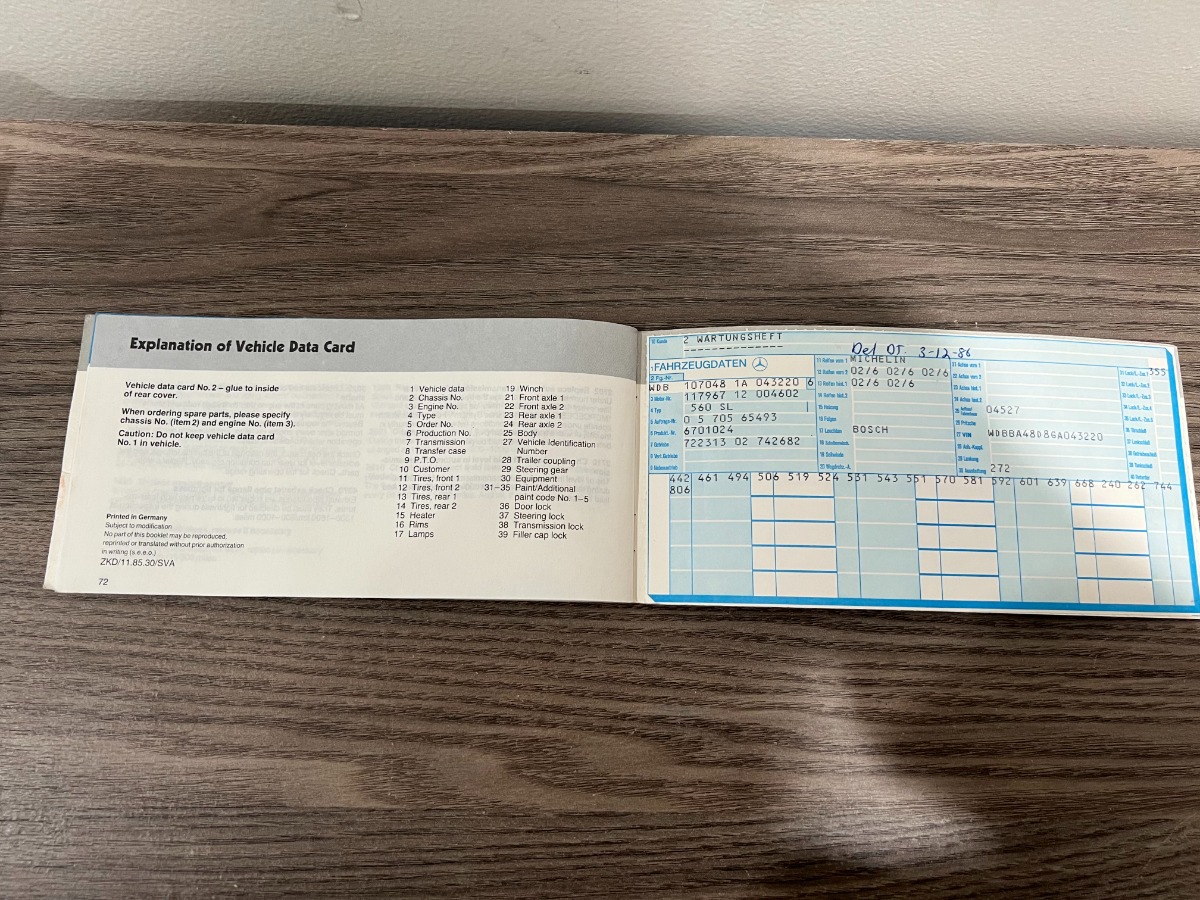 Explanation of Vehicle Data Card
Vehicle data card No. 2 – glue to inside
of rear cover.
When ordering spare parts, please specify
chassis No. (item 2) and engine No. (item 3).
Caution: Do not keep vehicle data card
No. 1 in vehicle.
1 Vehicle data
2 Chassis No.
3 Engine No.
4 Type
5 Order No.
6 Production No.
7 Transmission
8 Transfer case
9 P.T.O.
10 Customer
11 Tires, front 1
12 Tires, front 2
13 Tires, rear 1
14 Tires, rear 2
15 Heater
16 Rims
17 Lamps
19 Winch
21 Front axle 1
22 Front axle 2
23 Rear axle 1
24 Rear axle 2
25 Body
27 Vehicle Identification
Number
28 Trailer coupling
29 Steering gear
30 Equipment
31–35 Paint/Additional
paint code No. 1–5
36 Door lock
37 Steering lock
38 Transmission lock
39 Filler cap lock
Printed in Germany
Subject to modification
No part of this booklet may be reproduced,
reprinted or translated without prior authorization
in writing (s.e.e.o.)
ZKD/11.85.30/SVA
72
2 WARTUNGSHEFT
Del DT. 3-12-86
FAHRZEUGDATEN
WDB 107048 1A 043220 6
117967 12 004602
4 Typ 560 SL
0 5 705 65493
6701024
722313 02 742682
MICHELIN
02/6 02/6 02/6
02/6 02/6
BOSCH
04527
WDBBA48D8GA043220
272
355
442 461 494 506 519 524 531 543 551 570 581 592 601 639 668 240 262 744
806